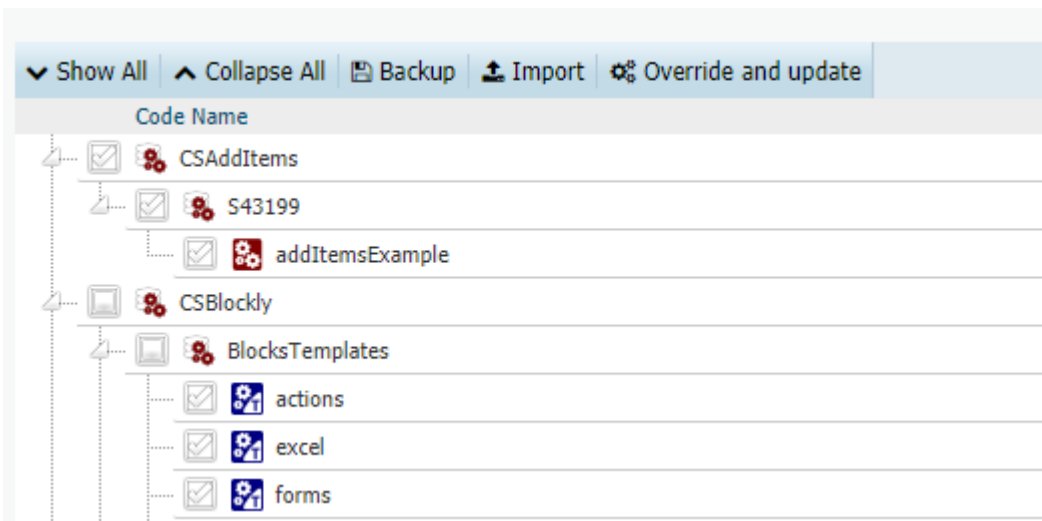 Show All Collapse All Backup Import Override and update
Code Name
CSAddItems
S43199
addItemsExample
CSBlockly
BlocksTemplates
actions
excel
forms